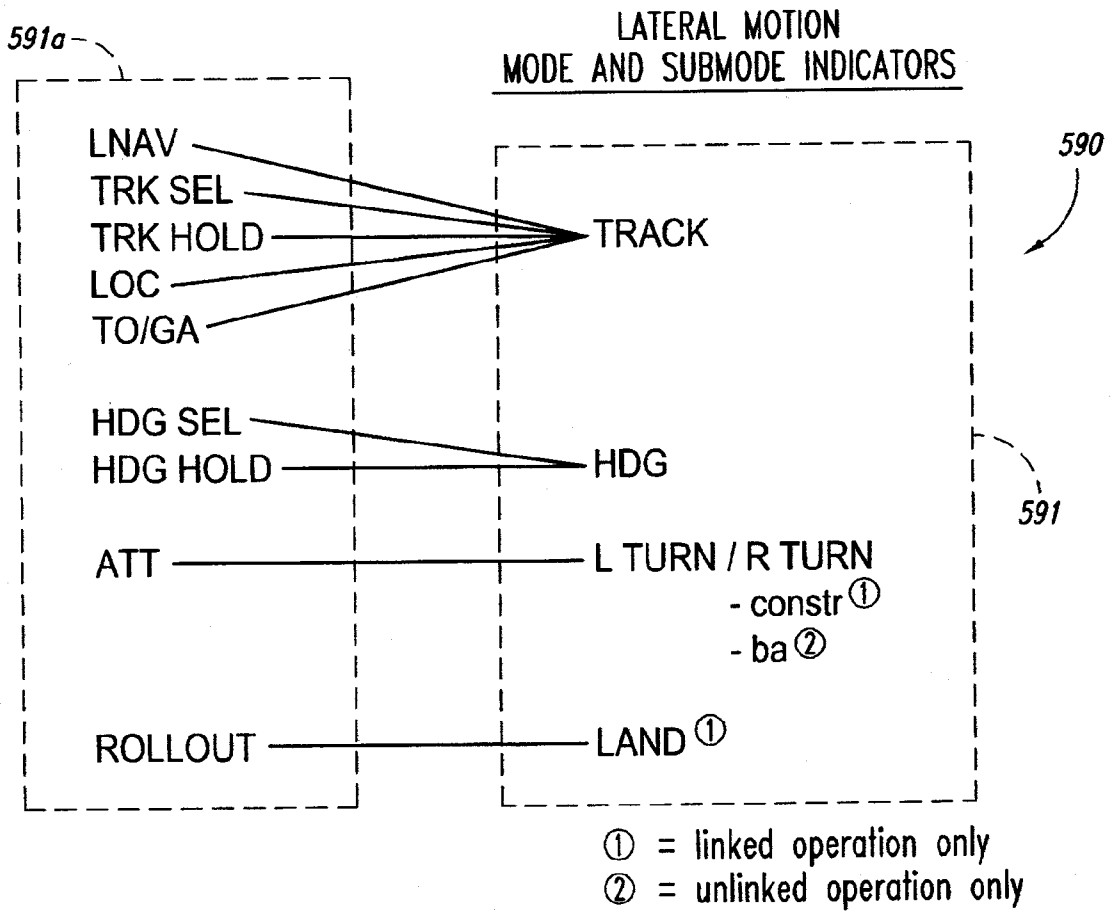 LATERAL MOTION
MODE AND SUBMODE INDICATORS
591a
590
LNAV
TRK SEL
TRK HOLD
LOC
TO/GA
TRACK
HDG SEL
HDG HOLD
HDG
591
ATT
L TURN / R TURN
- constr ①
- ba ②
ROLLOUT
LAND ①
① = linked operation only
② = unlinked operation only